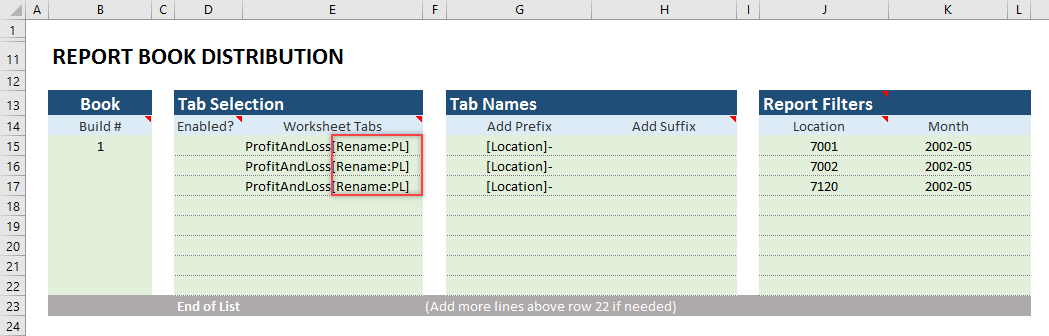 A B C D E F G H I J K L
1
11 REPORT BOOK DISTRIBUTION
12
13 Book Tab Selection Tab Names Report Filters
14 Build # Enabled? Worksheet Tabs Add Prefix Add Suffix Location Month
15 1 ProfitAndLoss[Rename:PL] [Location]- 7001 2002-05
16 ProfitAndLoss[Rename:PL] [Location]- 7002 2002-05
17 ProfitAndLoss[Rename:PL] [Location]- 7120 2002-05
18
19
20
21
22
23 End of List (Add more lines above row 22 if needed)
24